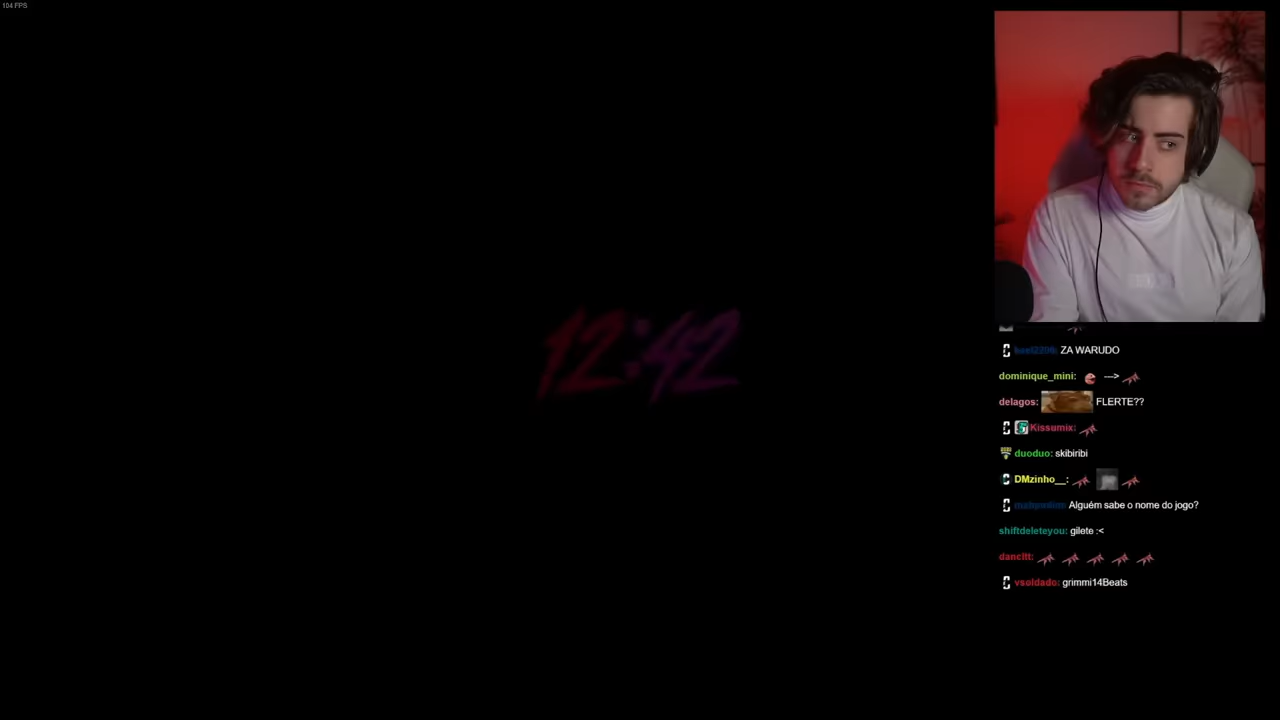 104 FPS
12:42
ZA WARUDO
dominique_mini: --->
delagos: FLERTE??
Kissumix:
duoduo: skibiribi
DMzinho__:
Alguém sabe o nome do jogo?
shiftdeleteyou: gilete :<
dancltt:
vsoldado: grimmi14Beats